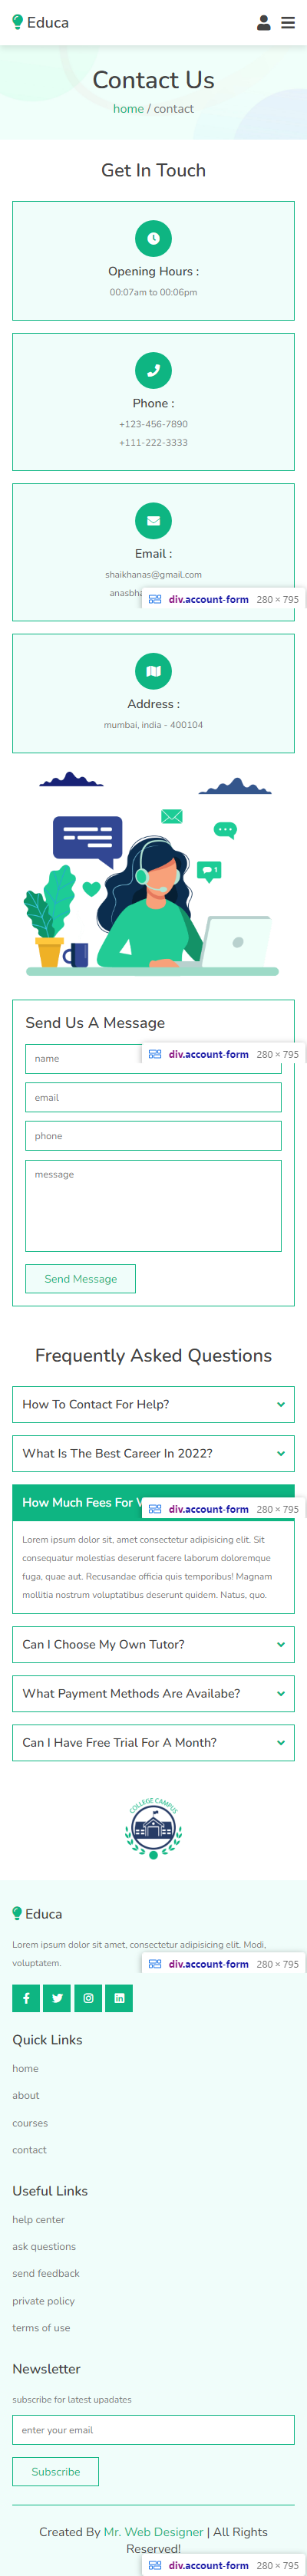 Educa
Contact Us
home / contact
Get In Touch
Opening Hours :
00:07am to 00:06pm
Phone :
+123-456-7890
+111-222-3333
Email :
shaikhanas@gmail.com
div.account-form 280 × 795
Address :
mumbai, india - 400104
1
Send Us A Message
div.account-form 280 × 795
name
email
phone
message
Send Message
Frequently Asked Questions
How To Contact For Help?
What Is The Best Career In 2022?
How Much Fees For
div.account-form 280 × 795
Lorem ipsum dolor sit, amet consectetur adipisicing elit. Sit
consequatur molestias deserunt facere laborum doloremque
fuga, quae aut. Recusandae officia quis temporibus! Magnam
mollitia nostrum voluptatibus deserunt quidem. Natus, quo.
Can I Choose My Own Tutor?
What Payment Methods Are Availabe?
Can I Have Free Trial For A Month?
COLLEGE CAMPUS
Educa
Lorem ipsum dolor sit amet, consectetur adipisicing elit. Modi,
voluptatem.
div.account-form 280 × 795
Quick Links
home
about
courses
contact
Useful Links
help center
ask questions
send feedback
private policy
terms of use
Newsletter
subscribe for latest upadates
enter your email
Subscribe
Created By Mr. Web Designer | All Rights
Reserved!
div.account-form 280 × 795